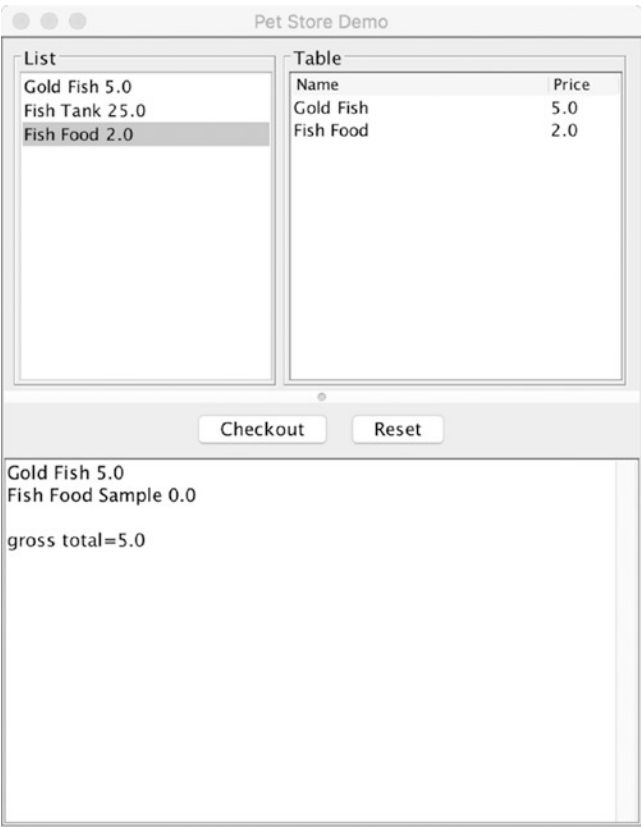 Pet Store Demo
List
Gold Fish 5.0
Fish Tank 25.0
Fish Food 2.0
Table
Name Price
Gold Fish 5.0
Fish Food 2.0
Checkout Reset
Gold Fish 5.0
Fish Food Sample 0.0
gross total=5.0